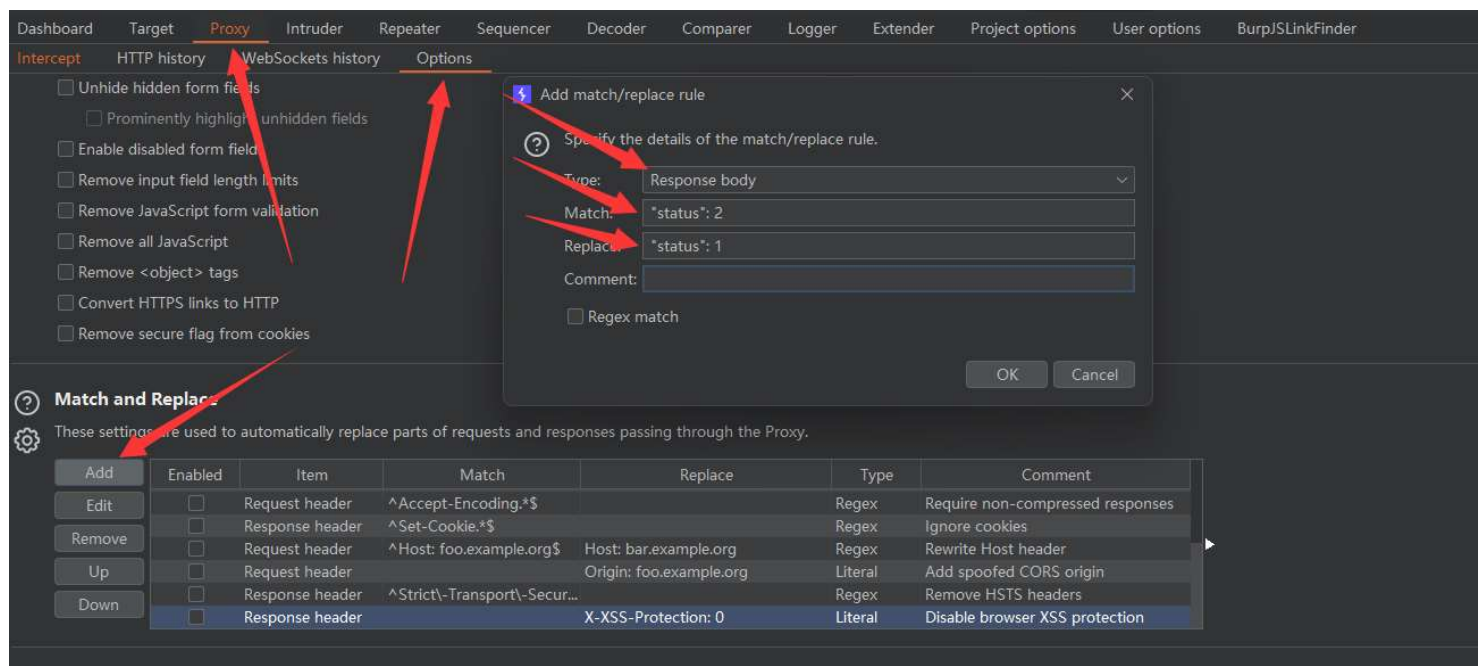 Dashboard Target Proxy Intruder Repeater Sequencer Decoder Comparer Logger Extender Project options User options BurpJSLinkFinder
Intercept HTTP history WebSockets history Options
Unhide hidden form fields
Prominently highlight unhidden fields
Enable disabled form fields
Remove input field length limits
Remove JavaScript form validation
Remove all JavaScript
Remove <object> tags
Convert HTTPS links to HTTP
Remove secure flag from cookies
Add match/replace rule
Specify the details of the match/replace rule.
Type: Response body
Match: "status": 2
Replace: "status": 1
Comment:
Regex match
OK Cancel
Match and Replace
These settings are used to automatically replace parts of requests and responses passing through the Proxy.
Add
Edit
Remove
Up
Down
Enabled Item Match Replace Type Comment
Request header ^Accept-Encoding.*$ Regex Require non-compressed responses
Response header ^Set-Cookie.*$ Regex Ignore cookies
Request header ^Host: foo.example.org$ Host: bar.example.org Regex Rewrite Host header
Request header Origin: foo.example.org Literal Add spoofed CORS origin
Response header ^Strict\-Transport\-Secur... Regex Remove HSTS headers
Response header X-XSS-Protection: 0 Literal Disable browser XSS protection